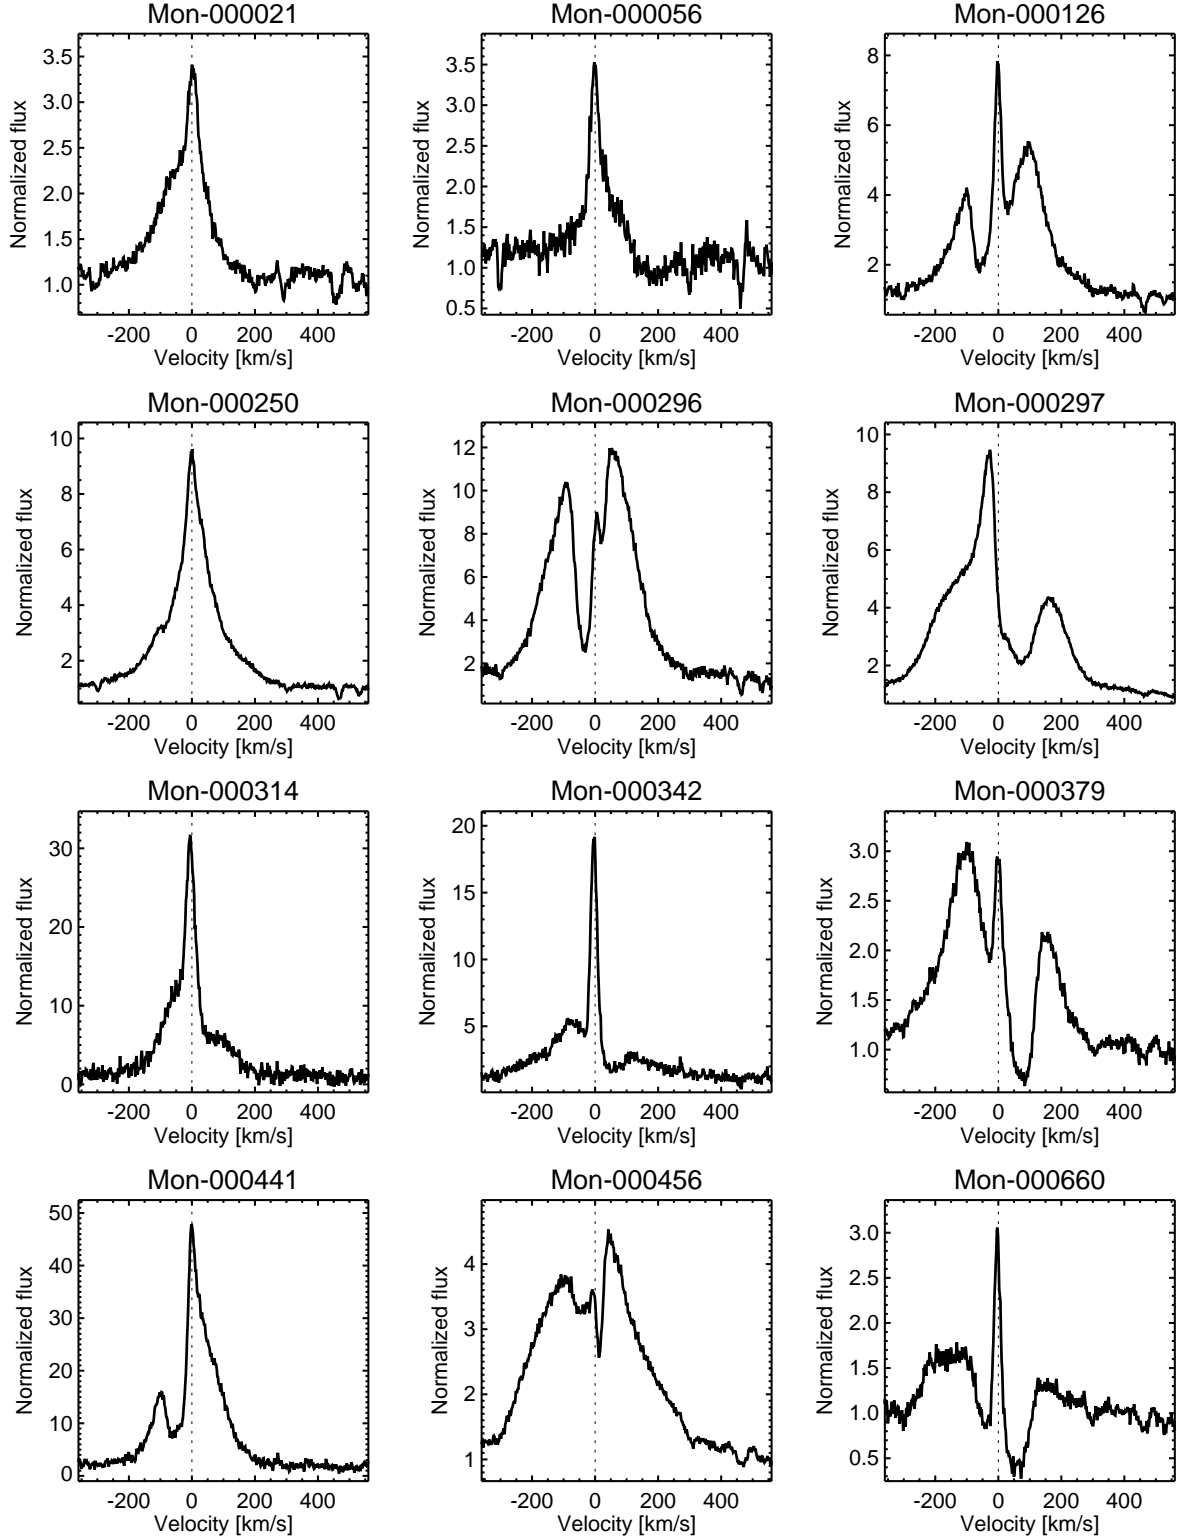 Mon-000021 Mon-000056 Mon-000126
3.5 3.5 8
3.0 3.0
2.5 2.5 6
2.0 2.0 4
1.5 1.5
1.0 1.0 2
0.5
Normalized flux Normalized flux Normalized flux
-200 0 200 400 -200 0 200 400 -200 0 200 400
Velocity [km/s] Velocity [km/s] Velocity [km/s]
Mon-000250 Mon-000296 Mon-000297
10 12 10
8 10 8
6 8 6
4 6 4
2 4 2
2
Normalized flux Normalized flux Normalized flux
-200 0 200 400 -200 0 200 400 -200 0 200 400
Velocity [km/s] Velocity [km/s] Velocity [km/s]
Mon-000314 Mon-000342 Mon-000379
30 20 3.0
20 15 2.5
10 10 2.0
0 5 1.5
1.0
Normalized flux Normalized flux Normalized flux
-200 0 200 400 -200 0 200 400 -200 0 200 400
Velocity [km/s] Velocity [km/s] Velocity [km/s]
Mon-000441 Mon-000456 Mon-000660
50 4 3.0
40 3 2.5
30 2 2.0
20 1 1.5
10 1.0
0 0.5
Normalized flux Normalized flux Normalized flux
-200 0 200 400 -200 0 200 400 -200 0 200 400
Velocity [km/s] Velocity [km/s] Velocity [km/s]